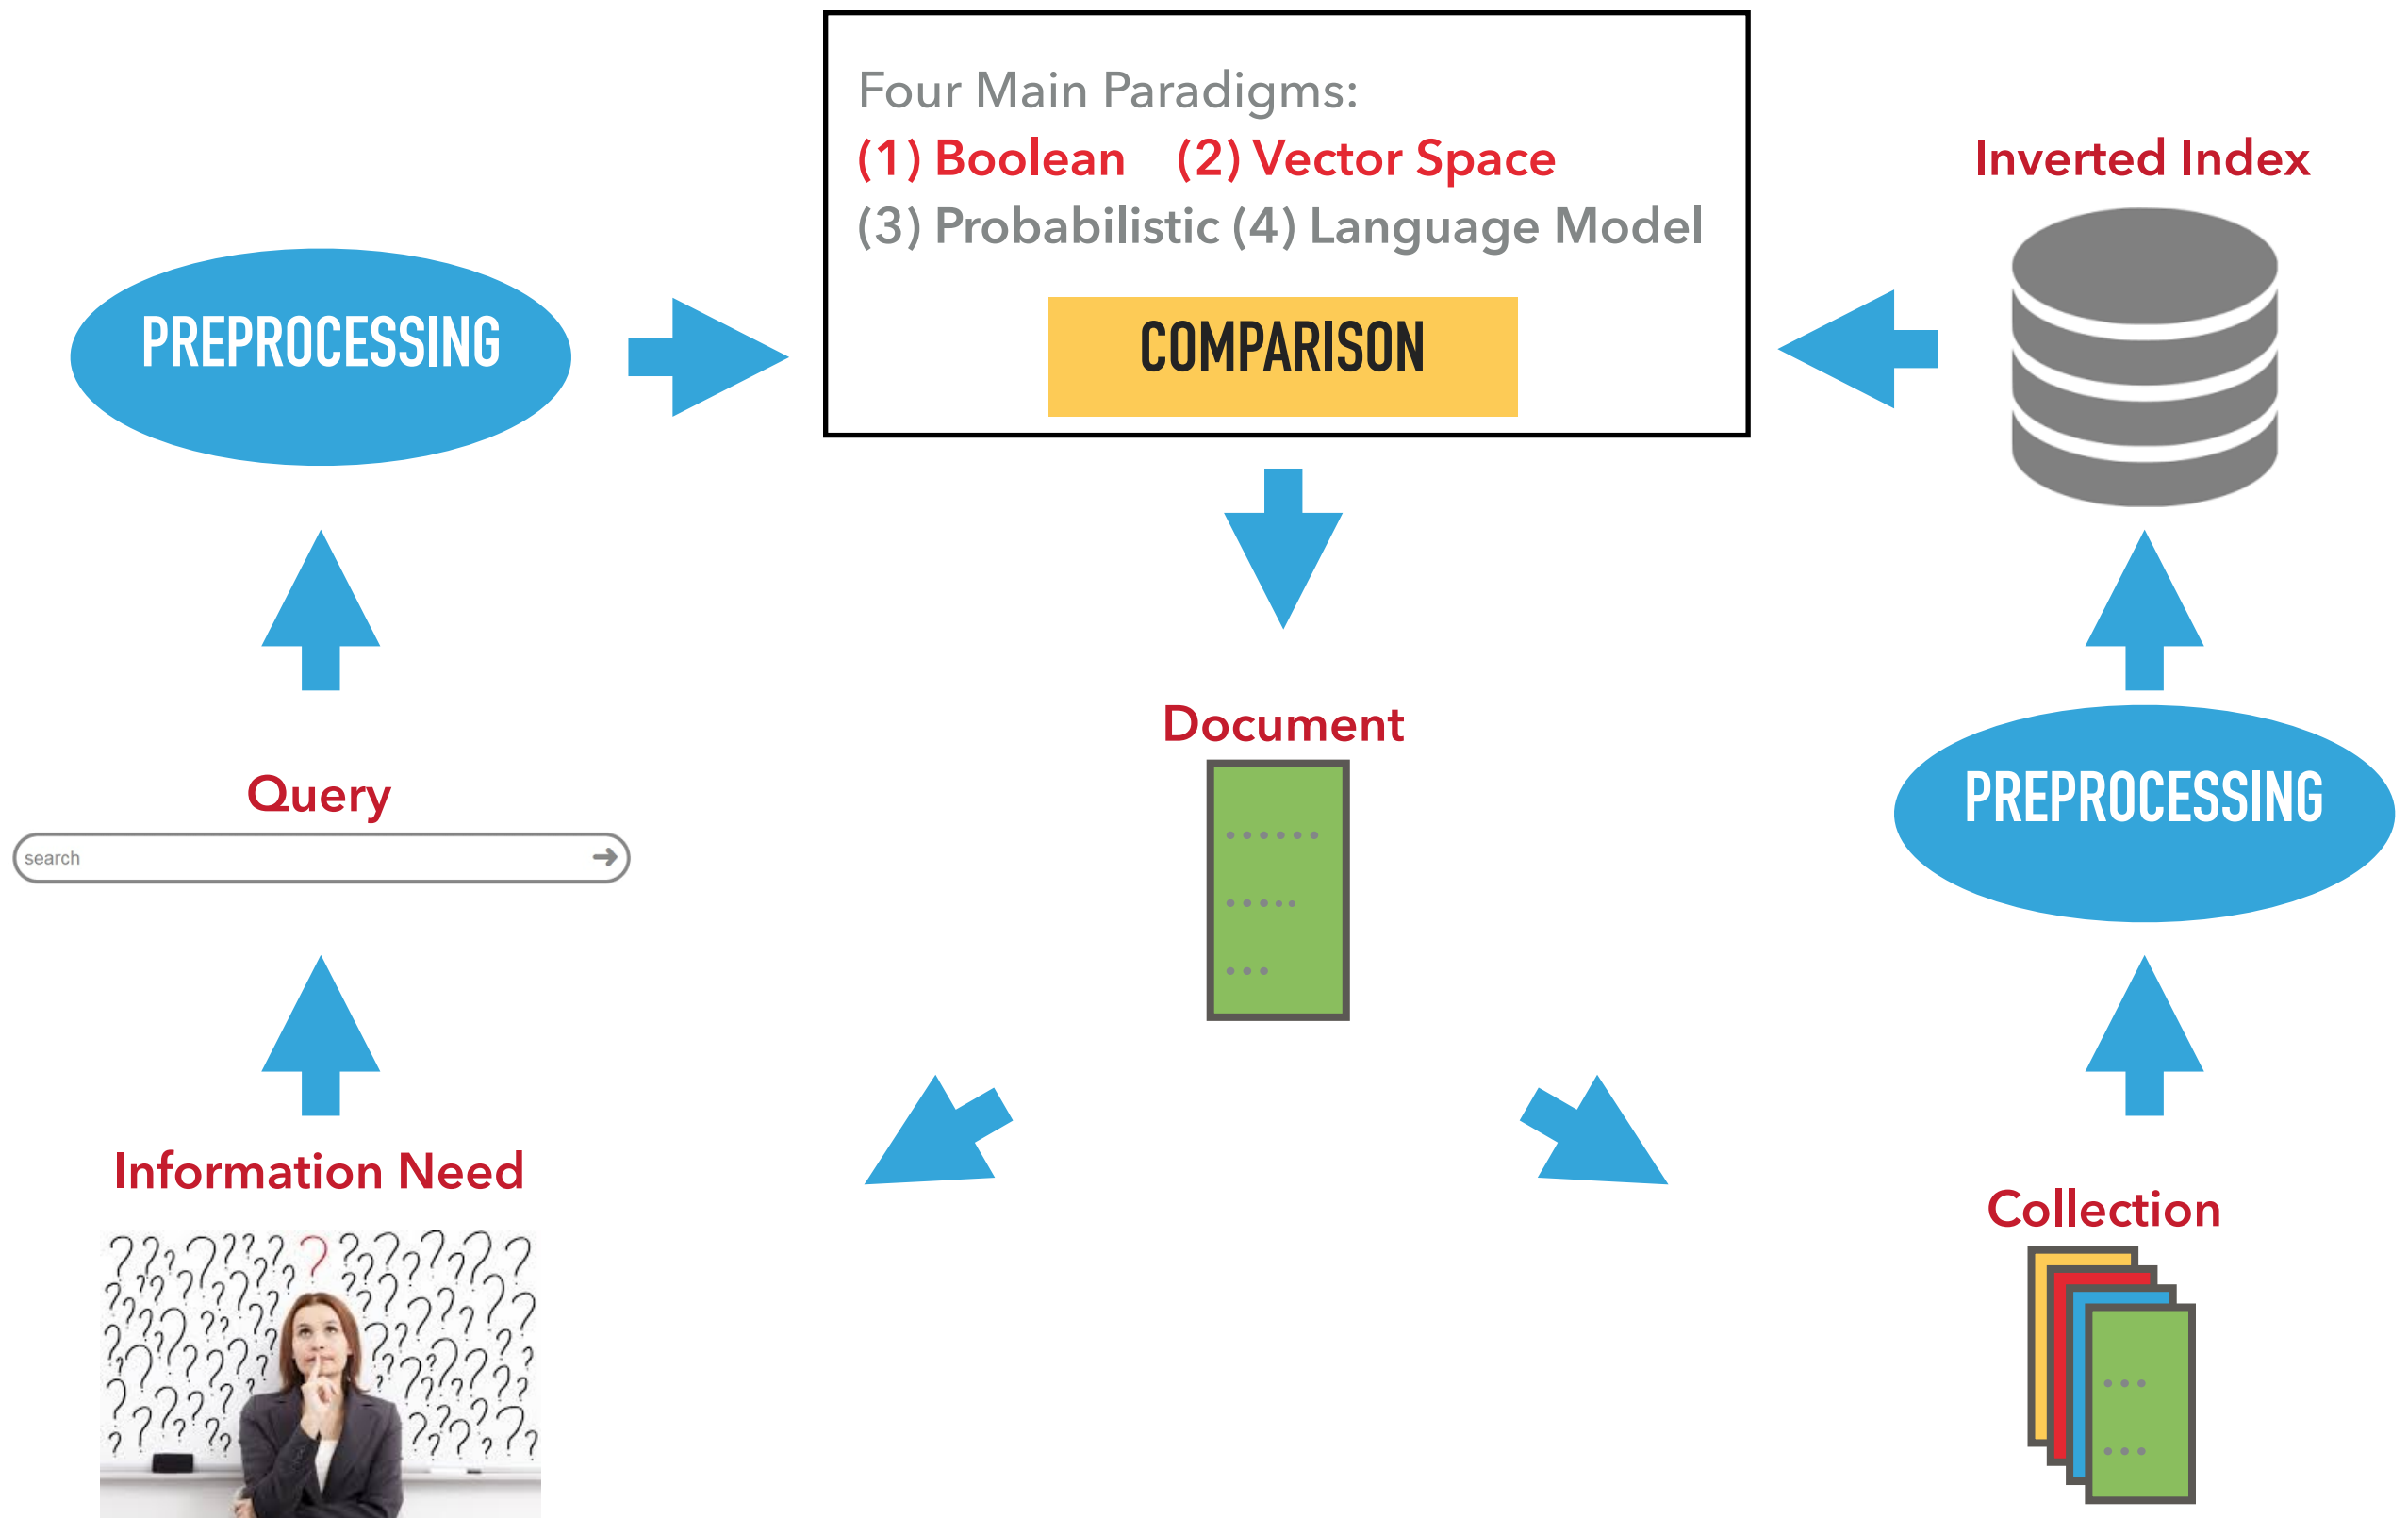 Four Main Paradigms:
(1) Boolean (2) Vector Space
(3) Probabilistic (4) Language Model
COMPARISON
Inverted Index
PREPROCESSING
Document
Query
search
PREPROCESSING
Information Need
Collection